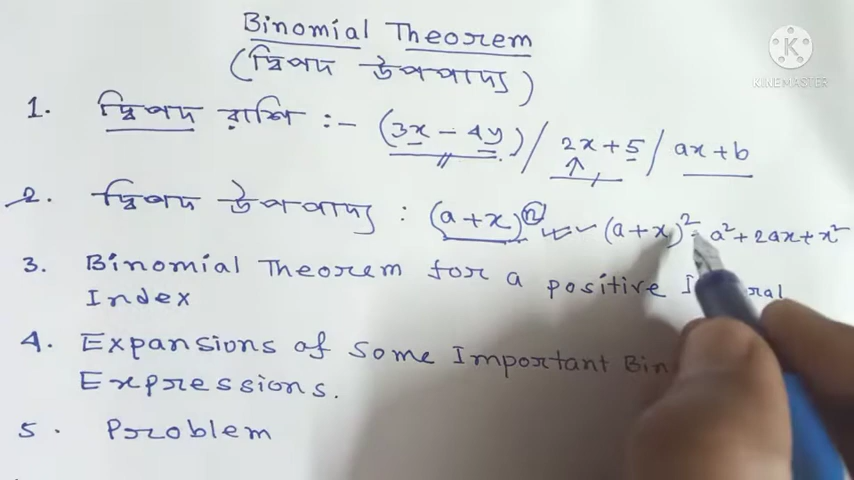 Binomial Theorem
(দ্বিপদ উপপাদ্য)
K
KINEMASTER
1. দ্বিপদ রাশি :- (3x - 4y) / 2x + 5 / ax + b
2. দ্বিপদ উপপাদ্য : (a+x)ⁿ (a+x)² = a² + 2ax + x²
3. Binomial Theorem for a positive
Index
4. Expansions of Some Important
Expressions.
5. Problem